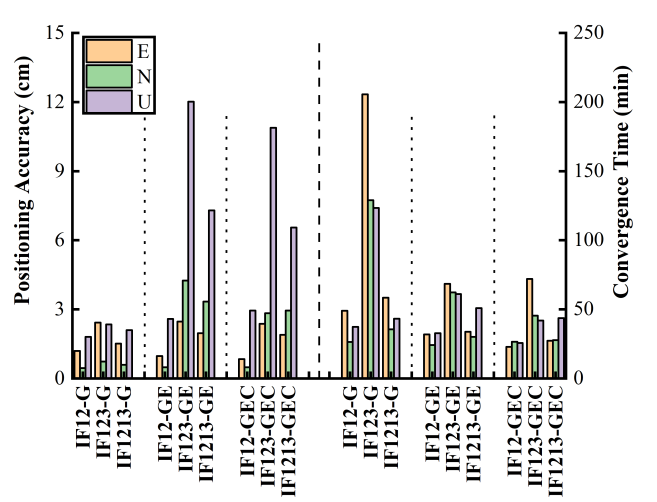 15
12
9
6
3
0
Positioning Accuracy (cm)
E
N
U
250
200
150
100
50
0
Convergence Time (min)
IF12-G
IF123-G
IF1213-G
IF12-GE
IF123-GE
IF1213-GE
IF12-GEC
IF123-GEC
IF1213-GEC
IF12-G
IF123-G
IF1213-G
IF12-GE
IF123-GE
IF1213-GE
IF12-GEC
IF123-GEC
IF1213-GEC